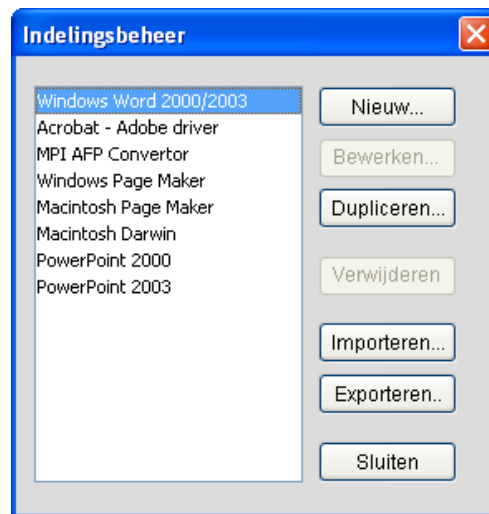 Indelingsbeheer
Windows Word 2000/2003
Acrobat - Adobe driver
MPI AFP Convertor
Windows Page Maker
Macintosh Page Maker
Macintosh Darwin
PowerPoint 2000
PowerPoint 2003
Nieuw...
Bewerken...
Dupliceren...
Verwijderen
Importeren...
Exporteren..
Sluiten